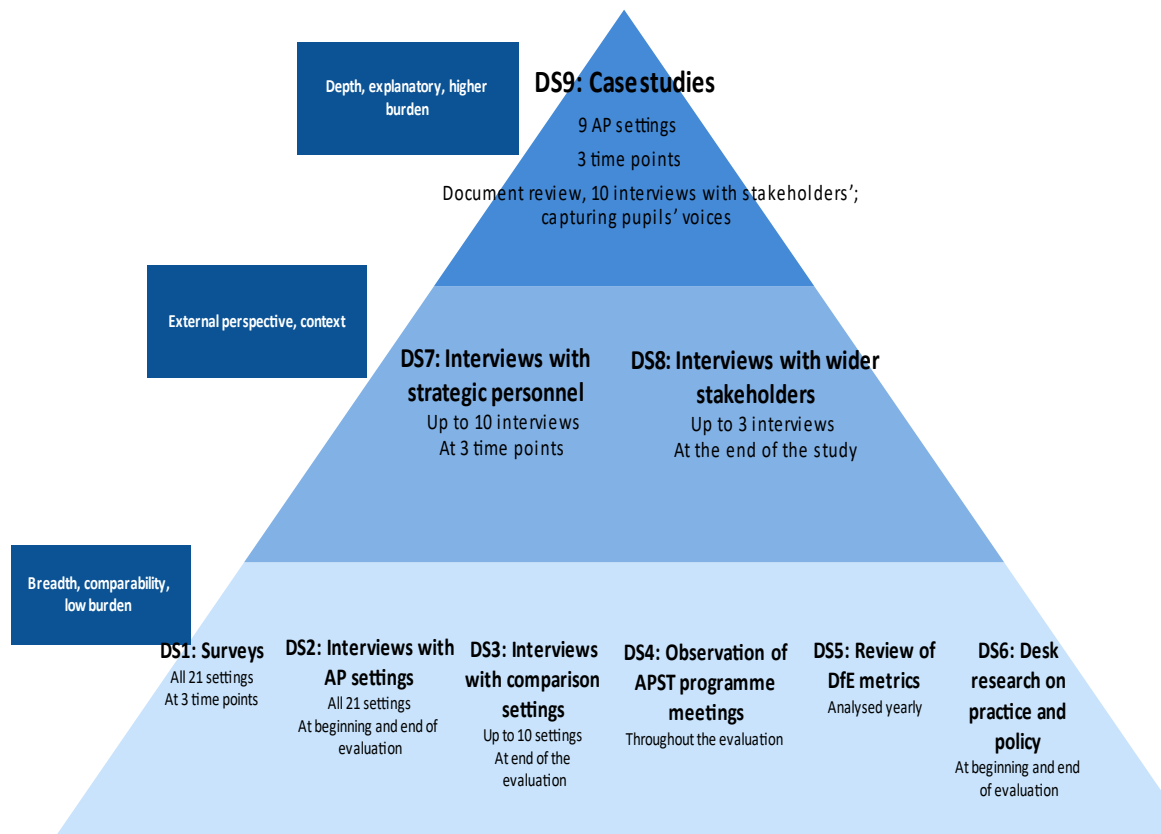 Depth, explanatory, higher
burden
DS9: Case studies
9 AP settings
3 time points
Document review, 10 interviews with stakeholders’;
capturing pupils’ voices
External perspective, context
DS7: Interviews with
strategic personnel
Up to 10 interviews
At 3 time points
DS8: Interviews with wider
stakeholders
Up to 3 interviews
At the end of the study
Breadth, comparability,
low burden
DS1: Surveys
All 21 settings
At 3 time points
DS2: Interviews with
AP settings
All 21 settings
At beginning and end of
evaluation
DS3: Interviews
with comparison
settings
Up to 10 settings
At end of the
evaluation
DS4: Observation of
APST programme
meetings
Throughout the evaluation
DS5: Review of
DfE metrics
Analysed yearly
DS6: Desk
research on
practice and
policy
At beginning and end
of evaluation